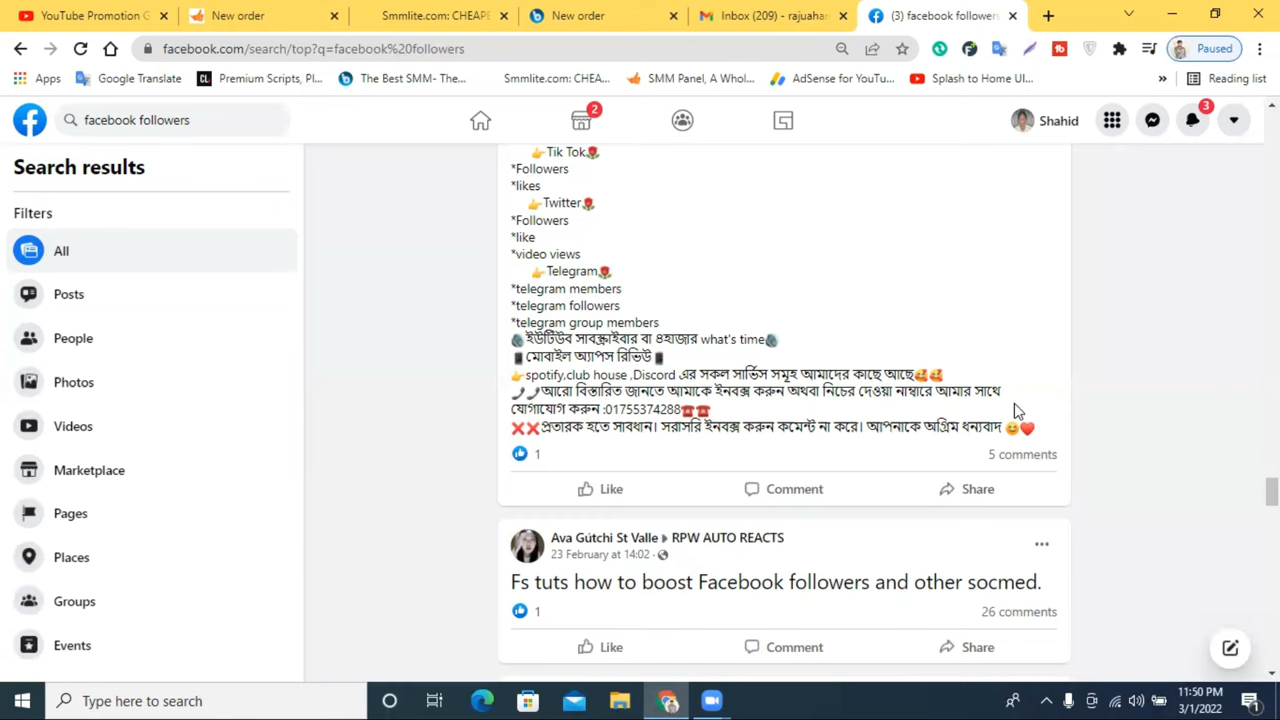 YouTube Promotion G
New order
Smmlite.com: CHEAPE
New order
Inbox (209) - rajuahar
(3) facebook followers
facebook.com/search/top?q=facebook%20followers
Paused
Apps
Google Translate
Premium Scripts, Pl...
The Best SMM- The...
Smmlite.com: CHEA...
SMM Panel, A Whol...
AdSense for YouTu...
Splash to Home UI...
»
Reading list
facebook followers
2
Shahid
3
Search results
Filters
All
Posts
People
Photos
Videos
Marketplace
Pages
Places
Groups
Events
👉Tik Tok🌹
*Followers
*likes
👉Twitter🌹
*Followers
*like
*video views
👉Telegram🌹
*telegram members
*telegram followers
*telegram group members
ইউটিউব সাবস্ক্রাইবার বা ৪হাজার what's time
📱মোবাইল অ্যাপস রিভিউ📱
👉spotify,club house ,Discord এর সকল সার্ভিস সমূহ আমাদের কাছে আছে🥰🥰
আরো বিস্তারিত জানতে আমাকে ইনবক্স করুন অথবা নিচের দেওয়া নাম্বারে আমার সাথে
যোগাযোগ করুন :01755374288☎️☎️
❌❌প্রতারক হতে সাবধান। সরাসরি ইনবক্স করুন কমেন্ট না করে। আপনাকে অগ্রিম ধন্যবাদ 😊❤️
1
5 comments
Like
Comment
Share
Ava Gútchi St Valle ▸ RPW AUTO REACTS
23 February at 14:02 ·
Fs tuts how to boost Facebook followers and other socmed.
1
26 comments
Like
Comment
Share
Type here to search
11:50 PM
3/1/2022
1